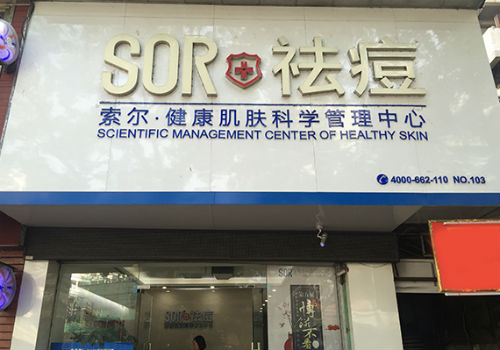 SOR 祛痘
索尔·健康肌肤科学管理中心
SCIENTIFIC MANAGEMENT CENTER OF HEALTHY SKIN
4000-662-110 NO.103
SOR
SOR祛痘